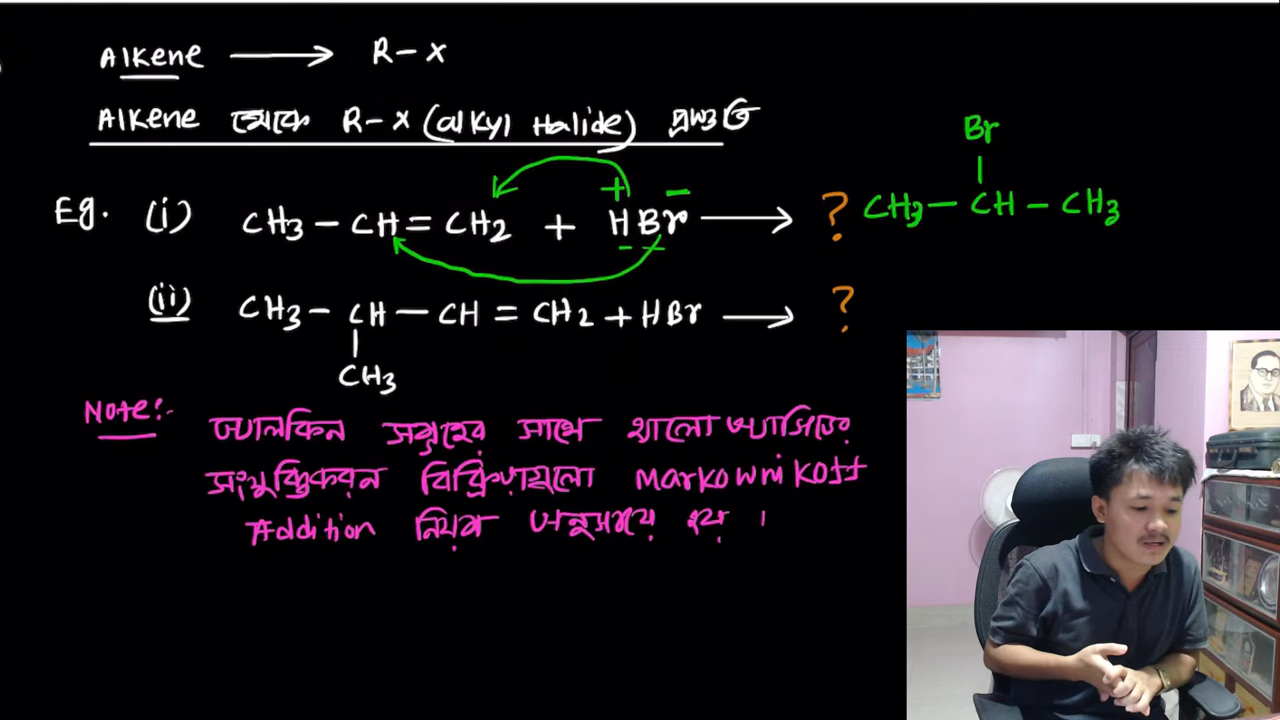 Alkene ⟶ R-X
Alkene থেকে R-X (alkyl Halide) প্রস্তুতি
Br
|
Eg. (i) CH3 - CH = CH2 + HBr ⟶ ? CH3 - CH - CH3
+ -
(ii) CH3 - CH - CH = CH2 + HBr ⟶ ?
|
CH3
Note:- অ্যালকিন সমূহের সাথে হ্যালো অ্যাসিডের
সংযুক্তিকরন বিক্রিয়াগুলো Markownikoff
Addition নিয়ম অনুসারে হয় ।